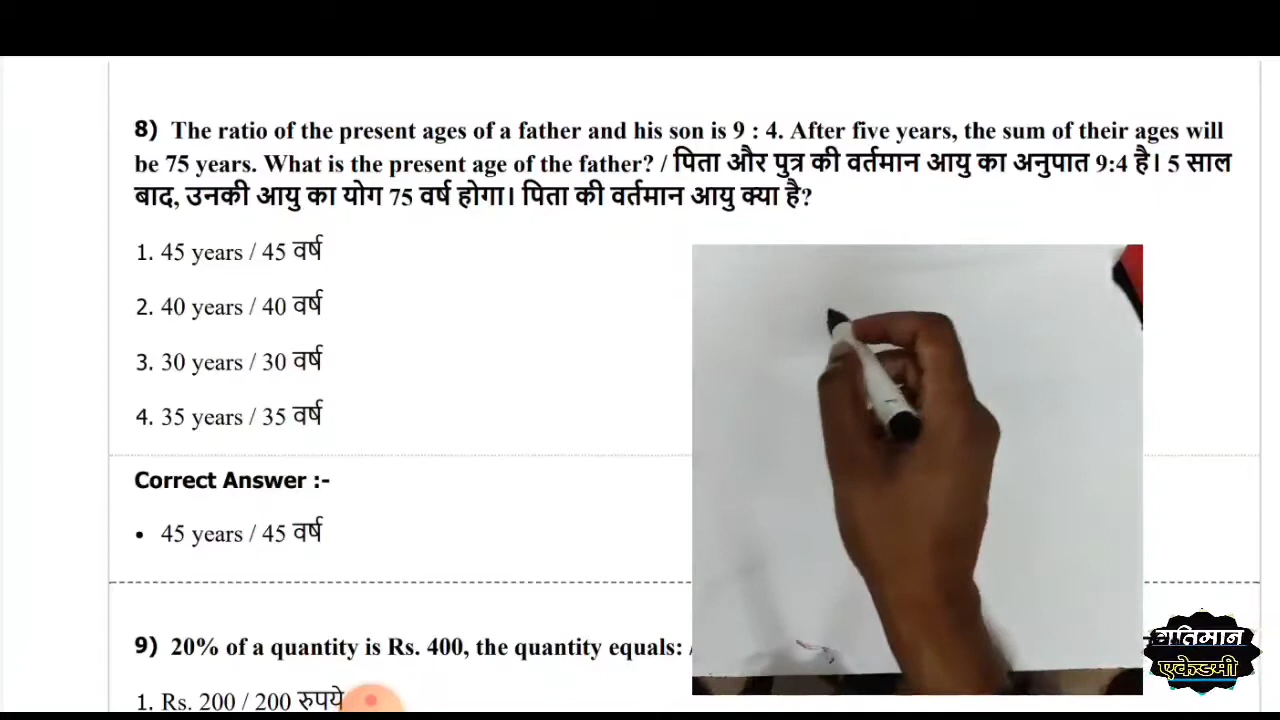 8) The ratio of the present ages of a father and his son is 9 : 4. After five years, the sum of their ages will
be 75 years. What is the present age of the father? / पिता और पुत्र की वर्तमान आयु का अनुपात 9:4 है। 5 साल
बाद, उनकी आयु का योग 75 वर्ष होगा। पिता की वर्तमान आयु क्या है?
1. 45 years / 45 वर्ष
2. 40 years / 40 वर्ष
3. 30 years / 30 वर्ष
4. 35 years / 35 वर्ष
Correct Answer :-
• 45 years / 45 वर्ष
9) 20% of a quantity is Rs. 400, the quantity equals: /
1. Rs. 200 / 200 रुपये
गतिमान
एकेडमी